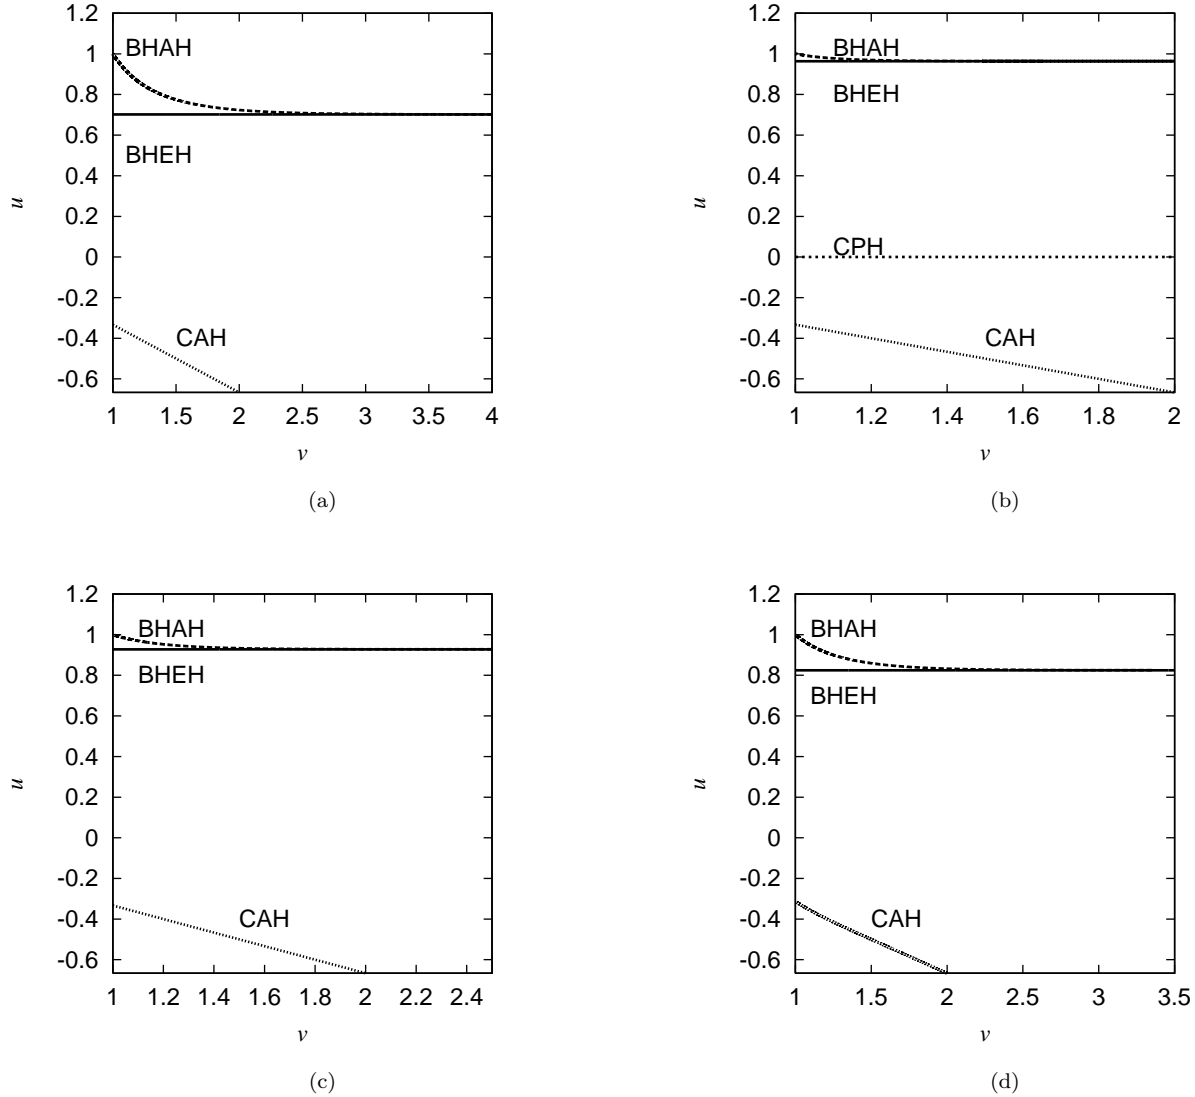 1.2
1
0.8
0.6
0.4
0.2
0
-0.2
-0.4
-0.6
u
BHAH
BHEH
CAH
1 1.5 2 2.5 3 3.5 4
v
(a)
1.2
1
0.8
0.6
0.4
0.2
0
-0.2
-0.4
-0.6
u
BHAH
BHEH
CPH
CAH
1 1.2 1.4 1.6 1.8 2
v
(b)
1.2
1
0.8
0.6
0.4
0.2
0
-0.2
-0.4
-0.6
u
BHAH
BHEH
CAH
1 1.2 1.4 1.6 1.8 2 2.2 2.4
v
(c)
1.2
1
0.8
0.6
0.4
0.2
0
-0.2
-0.4
-0.6
u
BHAH
BHEH
CAH
1 1.5 2 2.5 3 3.5
v
(d)